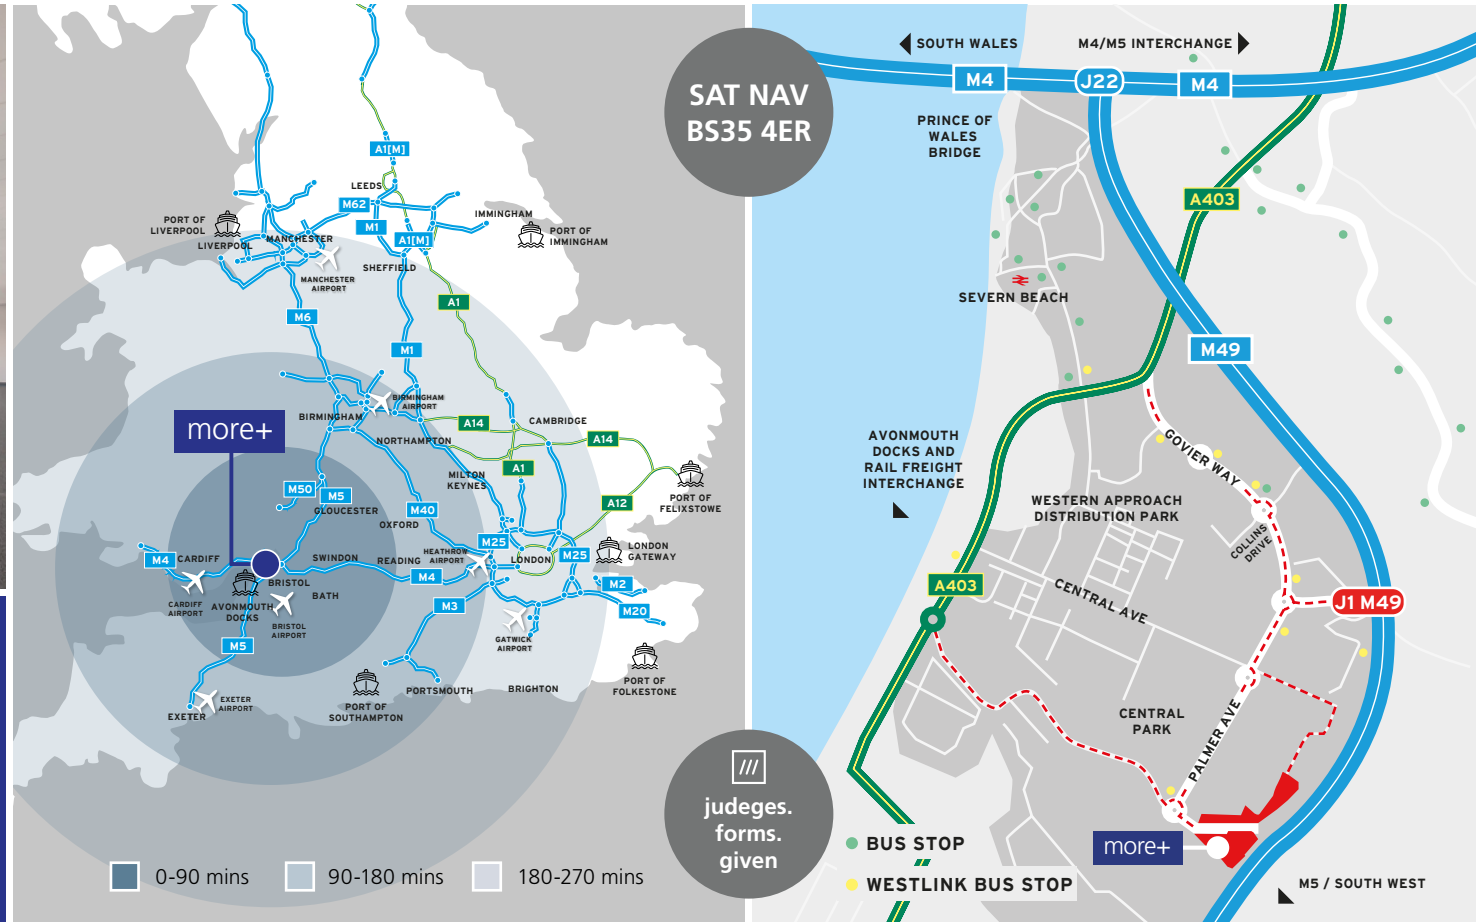 A1[M]
LEEDS
M62
M1
A1[M]
IMMINGHAM
PORT OF
IMMINGHAM
PORT OF
LIVERPOOL
LIVERPOOL
MANCHESTER
SHEFFIELD
MANCHESTER
AIRPORT
A1
M6
M1
BIRMINGHAM
AIRPORT
BIRMINGHAM
more+
A14
CAMBRIDGE
A14
NORTHAMPTON
A1
MILTON
KEYNES
PORT OF
FELIXSTOWE
M50
M5
GLOUCESTER
M40
OXFORD
A12
M25
M25
LONDON
GATEWAY
M4
CARDIFF
SWINDON
READING
HEATHROW
AIRPORT
LONDON
M4
BRISTOL
BATH
CARDIFF
AIRPORT
AVONMOUTH
DOCKS
BRISTOL
AIRPORT
M3
M2
M20
GATWICK
AIRPORT
M5
PORT OF
FOLKESTONE
EXETER
AIRPORT
EXETER
PORTSMOUTH
BRIGHTON
PORT OF
SOUTHAMPTON
0-90 mins
90-180 mins
180-270 mins
SAT NAV
BS35 4ER
judeges.
forms.
given
SOUTH WALES
M4/M5 INTERCHANGE
M4
J22
M4
PRINCE OF
WALES
BRIDGE
A403
SEVERN BEACH
M49
AVONMOUTH
DOCKS AND
RAIL FREIGHT
INTERCHANGE
GOVIER WAY
WESTERN APPROACH
DISTRIBUTION PARK
COLLINS
DRIVE
A403
CENTRAL AVE
J1 M49
CENTRAL
PARK
PALMER AVE
more+
BUS STOP
WESTLINK BUS STOP
M5 / SOUTH WEST